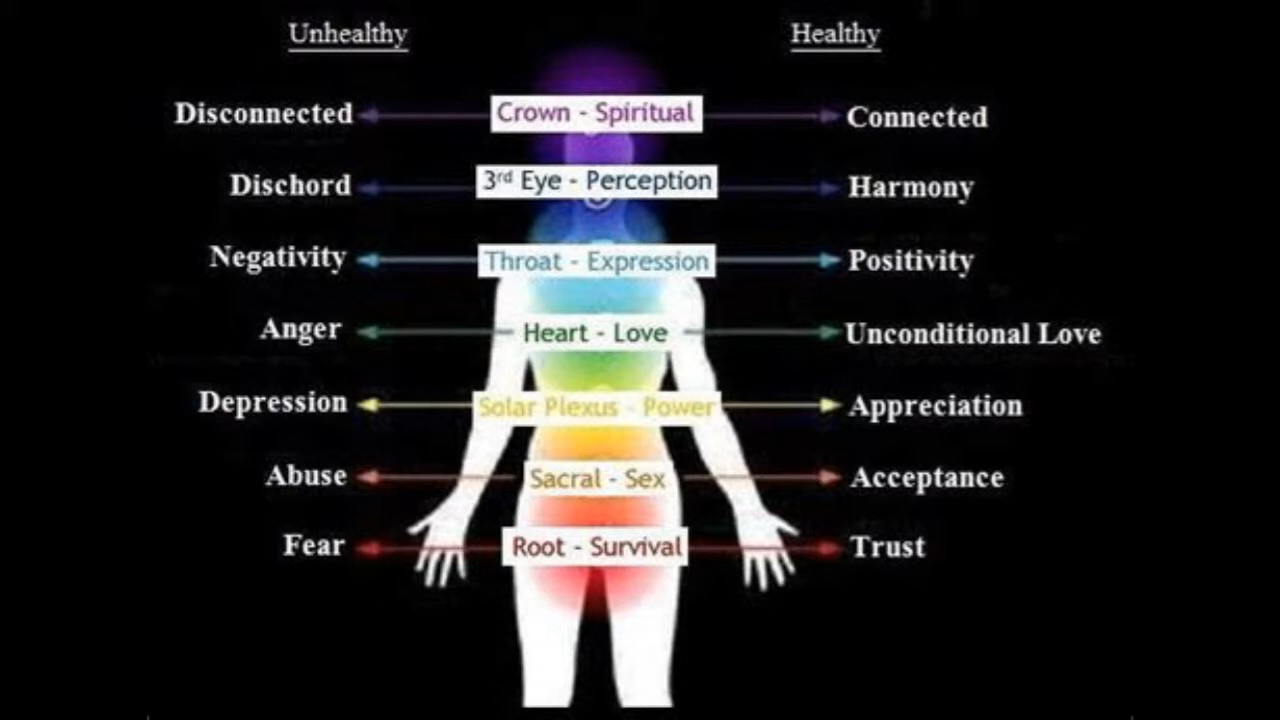 Unhealthy Healthy
Disconnected Crown - Spiritual Connected
Dischord 3rd Eye - Perception Harmony
Negativity Throat - Expression Positivity
Anger Heart - Love Unconditional Love
Depression Solar Plexus - Power Appreciation
Abuse Sacral - Sex Acceptance
Fear Root - Survival Trust